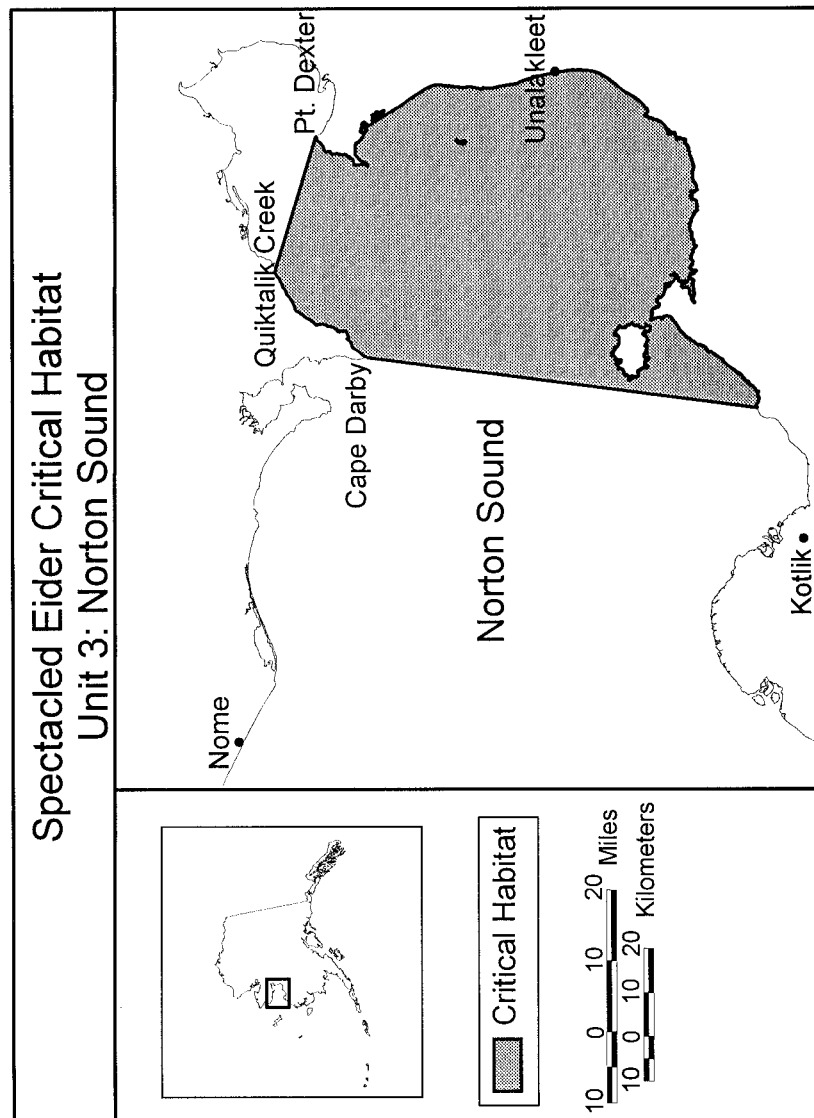 Spectacled Eider Critical Habitat
Unit 3: Norton Sound
Nome
Quiktalik Creek
Pt. Dexter
Cape Darby
Norton Sound
Unalakleet
Kotlik
Critical Habitat
10 0 10 20 Miles
10 0 10 20 Kilometers